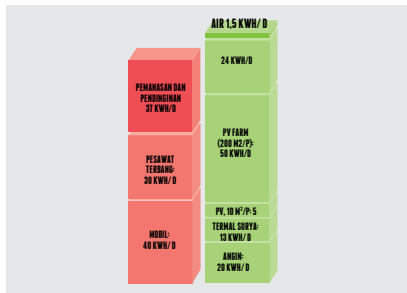 AIR 1,5 KWH/ D
24 KWH/D
PEMANASAN DAN
PENDINGINAN
37 KWH/D
PV FARM
(200 M2/P):
50 KWH/D
PESAWAT
TERBANG:
30 KWH/ D
PV, 10 M²/P: 5
TERMAL SURYA:
13 KWH/ D
MOBIL:
40 KWH/ D
ANGIN:
20 KWH/ D